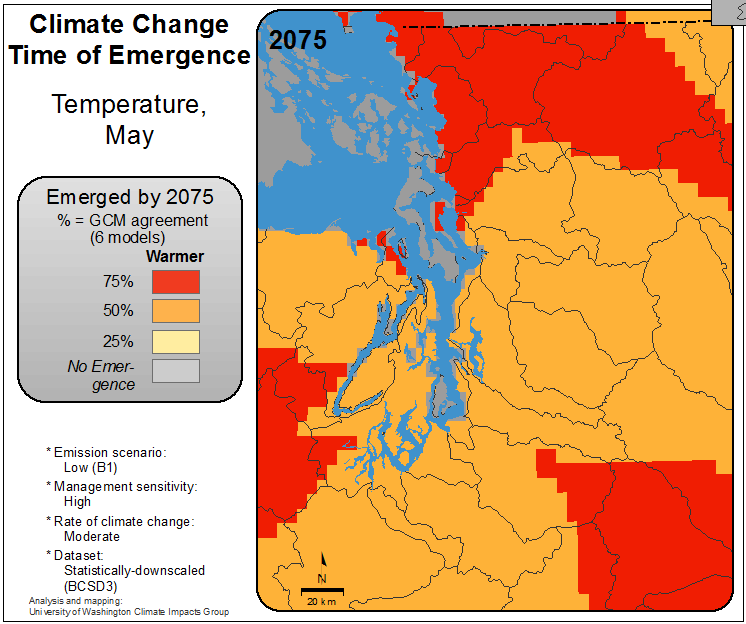 Climate Change
Time of Emergence
Temperature,
May
Emerged by 2075
% = GCM agreement
(6 models)
Warmer
75%
50%
25%
No Emer-
gence
* Emission scenario:
Low (B1)
* Management sensitivity:
High
* Rate of climate change:
Moderate
* Dataset:
Statistically-downscaled
(BCSD3)
Analysis and mapping:
University of Washington Climate Impacts Group
2075
N
20 km